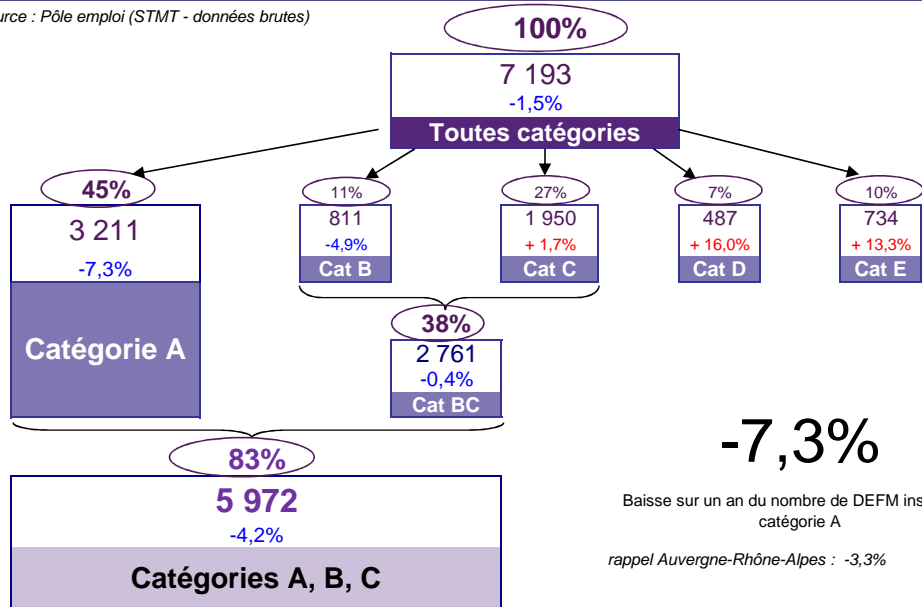 : Pôle emploi (STMT - données brutes)
100%
7 193
-1,5%
Toutes catégories
45%
3 211
-7,3%
Catégorie A
11%
811
-4,9%
Cat B
27%
1 950
+ 1,7%
Cat C
7%
487
+ 16,0%
Cat D
10%
734
+ 13,3%
Cat E
38%
2 761
-0,4%
Cat BC
83%
5 972
-4,2%
Catégories A, B, C
-7,3%
Baisse sur un an du nombre de DEFM
catégorie A
rappel Auvergne-Rhône-Alpes : -3,3%